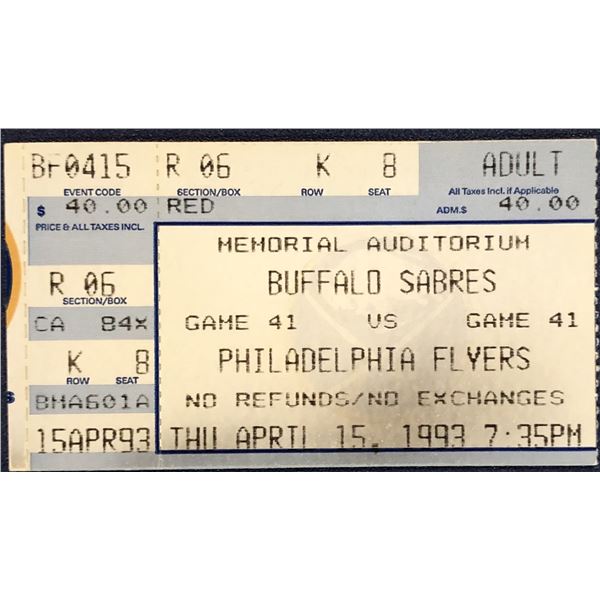 BF0415 R 06 K 8 ADULT
EVENT CODE SECTION/BOX ROW SEAT All Taxes Incl. if Applicable
$ 40.00 RED ADM.$ 40.00
PRICE & ALL TAXES INCL.
MEMORIAL AUDITORIUM
R 06 BUFFALO SABRES
SECTION/BOX
CA 84X GAME 41 VS GAME 41
K 8 PHILADELPHIA FLYERS
ROW SEAT
BMA601A NO REFUNDS/NO EXCHANGES
15APR93 THU APRIL 15, 1993 7:35PM